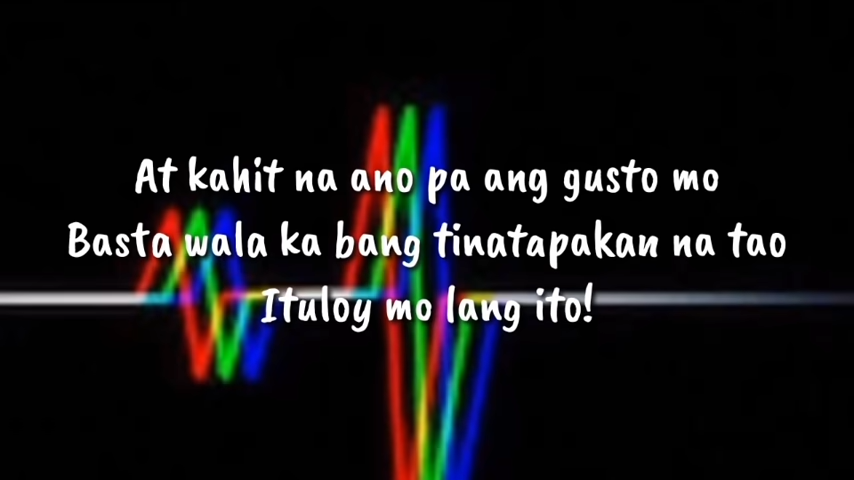 At kahit na ano pa ang gusto mo
Basta wala ka bang tinatapakan na tao
Ituloy mo lang ito!